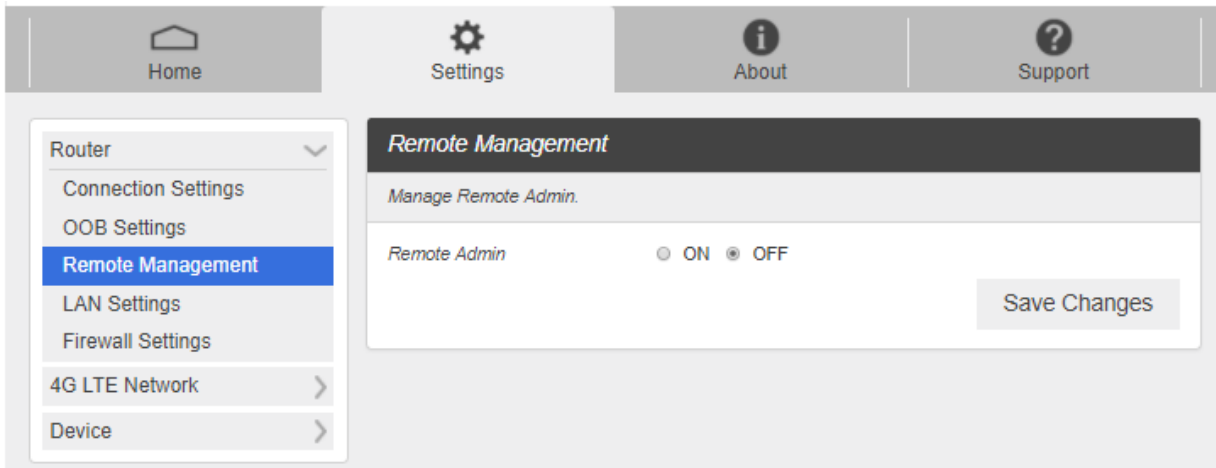 Home
Settings
About
Support
Router
Connection Settings
OOB Settings
Remote Management
LAN Settings
Firewall Settings
4G LTE Network
Device
Remote Management
Manage Remote Admin.
Remote Admin ON OFF
Save Changes